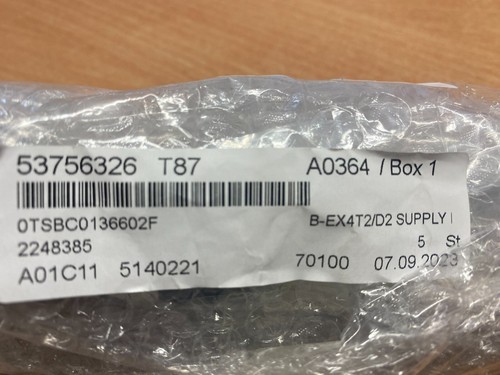 53756326 T87 A0364 / Box 1
0TSBC0136602F B-EX4T2/D2 SUPPLY
2248385 5 St
A01C11 5140221 70100 07.09.2023